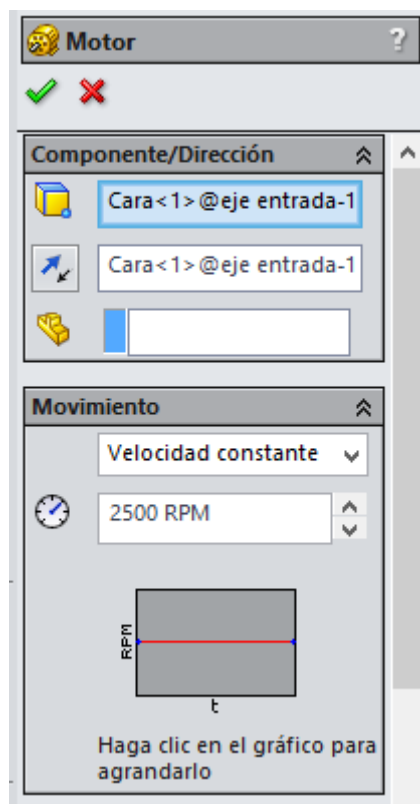 Motor ?
Componente/Dirección
Cara<1>@eje entrada-1
Cara<1>@eje entrada-1
Movimiento
Velocidad constante
2500 RPM
RPM
t
Haga clic en el gráfico para
agrandarlo